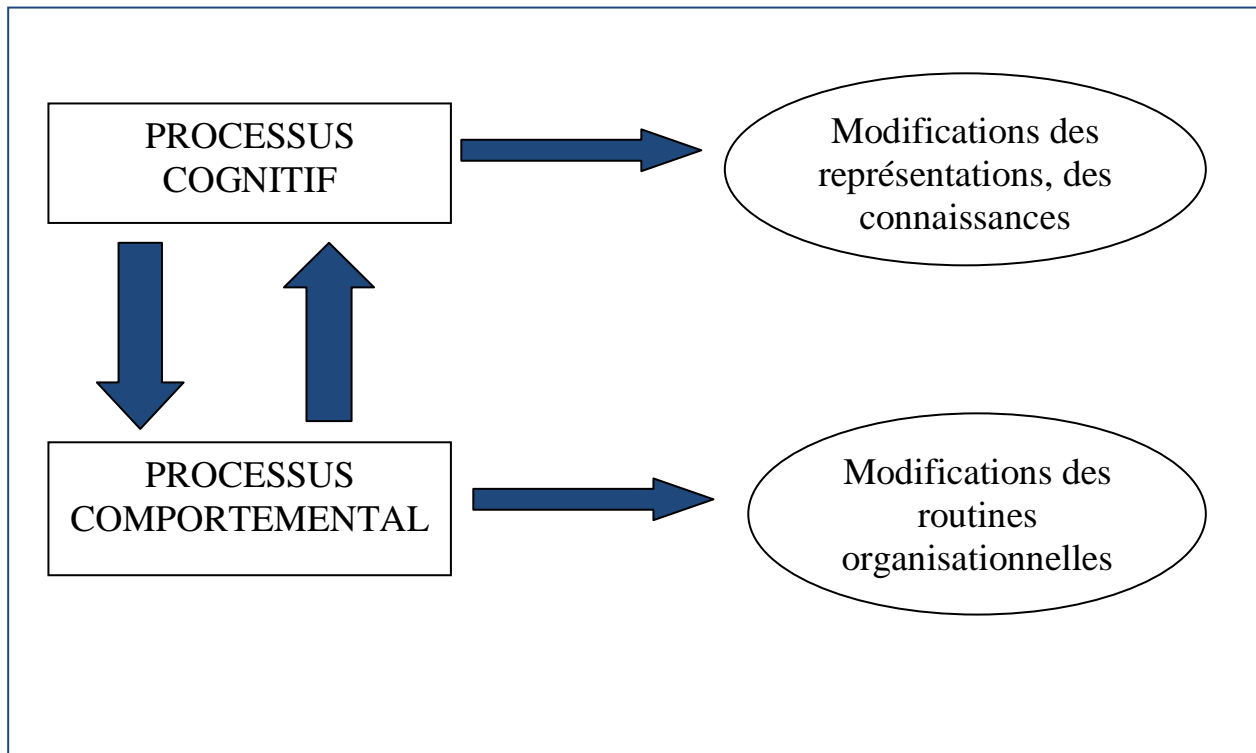 PROCESSUS
COGNITIF
Modifications des
représentations, des
connaissances
PROCESSUS
COMPORTEMENTAL
Modifications des
routines
organisationnelles